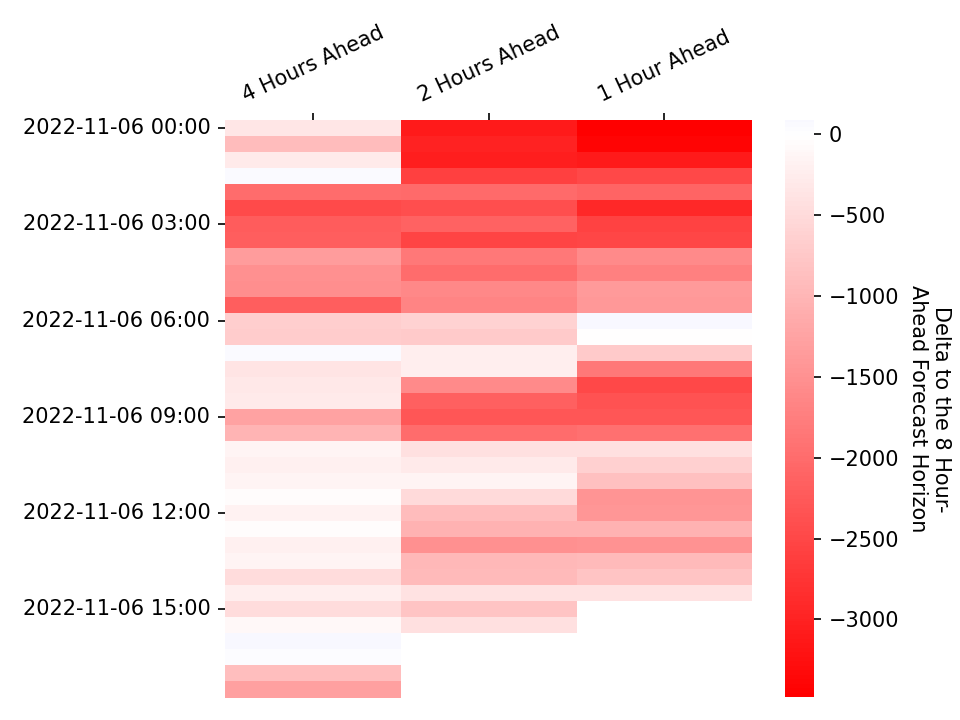 4 Hours Ahead
2 Hours Ahead
1 Hour Ahead
2022-11-06 00:00
2022-11-06 03:00
2022-11-06 06:00
2022-11-06 09:00
2022-11-06 12:00
2022-11-06 15:00
0
−500
−1000
−1500
−2000
−2500
−3000
Delta to the 8 Hour-
Ahead Forecast Horizon